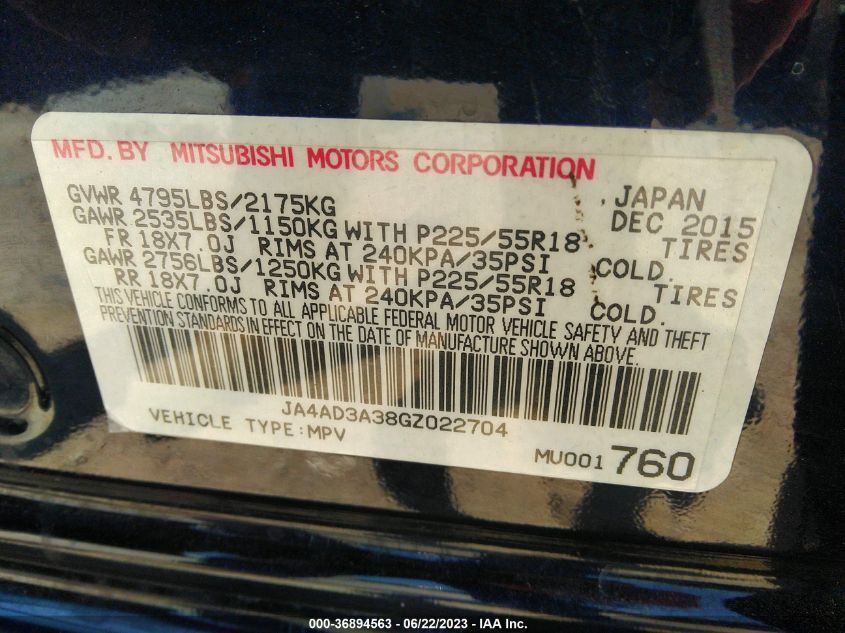 MFD. BY MITSUBISHI MOTORS CORPORATION
GVWR 4795LBS/2175KG JAPAN
GAWR 2535LBS/1150KG WITH P225/55R18 DEC 2015
FR 18X7.0J RIMS AT 240KPA/35PSI COLD. TIRES
GAWR 2756LBS/1250KG WITH P225/55R18 TIRES
RR 18X7.0J RIMS AT 240KPA/35PSI COLD.
THIS VEHICLE CONFORMS TO ALL APPLICABLE FEDERAL MOTOR VEHICLE SAFETY AND THEFT
PREVENTION STANDARDS IN EFFECT ON THE DATE OF MANUFACTURE SHOWN ABOVE.
JA4AD3A38GZ022704
VEHICLE TYPE:MPV
MU001 760
000-36894563 - 06/22/2023 - IAA Inc.